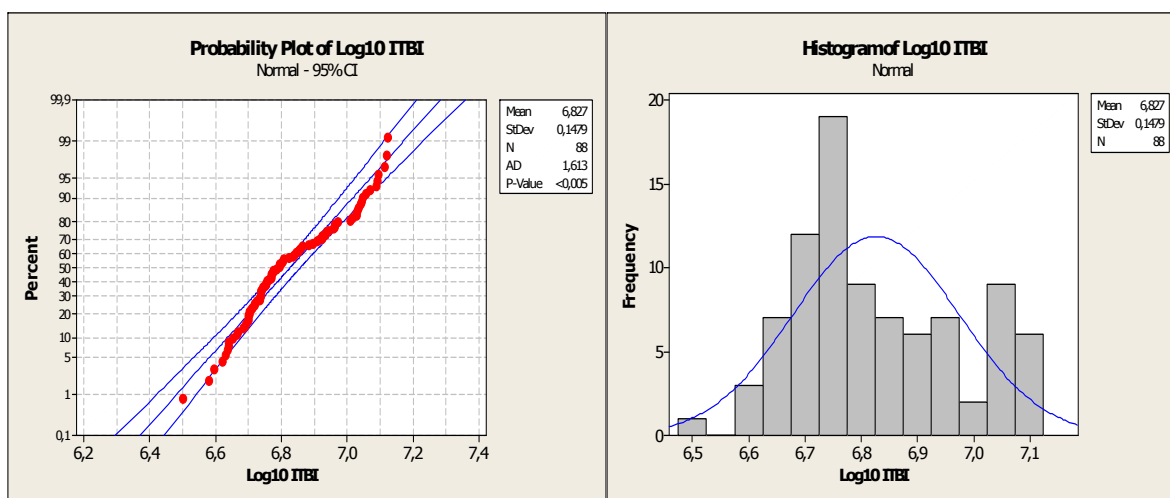 Probability Plot of Log10 ITBI
Normal - 95% CI
99,9
99
95
90
80
70
60
50
40
30
20
10
5
1
0,1
Percent
6,2 6,4 6,6 6,8 7,0 7,2 7,4
Log10 ITBI
Mean 6,827
StDev 0,1479
N 88
AD 1,613
P-Value <0,005
Histogram of Log10 ITBI
Normal
20
15
10
5
0
Frequency
6,5 6,6 6,7 6,8 6,9 7,0 7,1
Log10 ITBI
Mean 6,827
StDev 0,1479
N 88